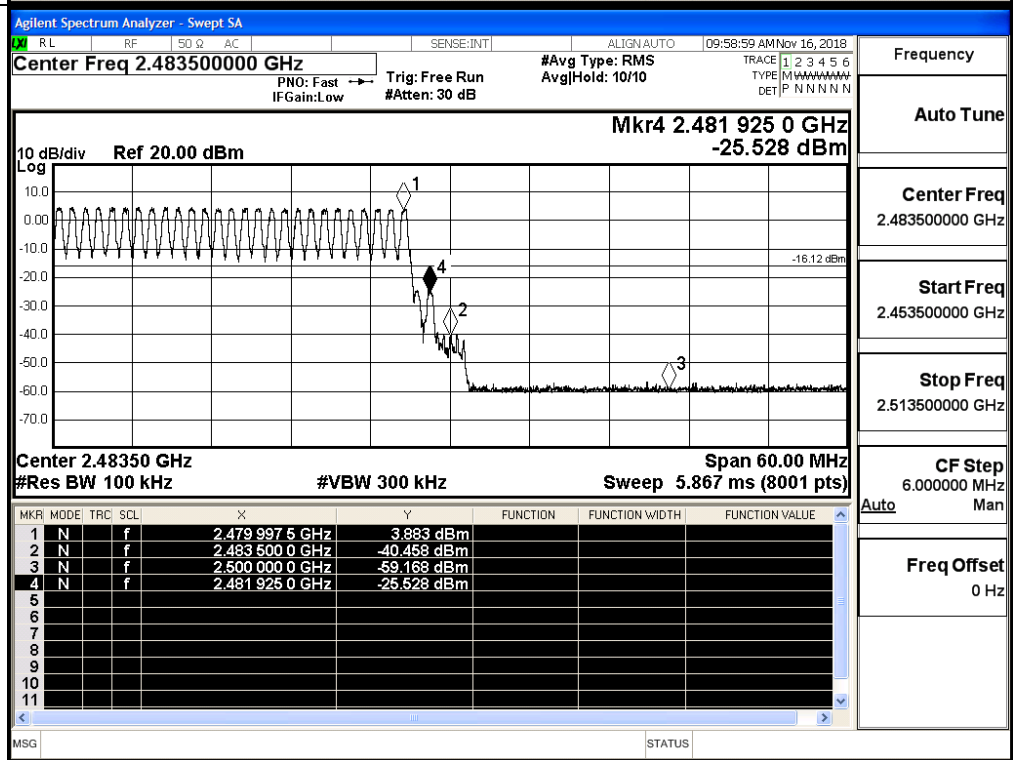 Agilent Spectrum Analyzer - Swept SA
LXI RL RF 50 Ω AC SENSE:INT ALIGN AUTO 09:58:59 AM Nov 16, 2018
Center Freq 2.483500000 GHz #Avg Type: RMS TRACE 1 2 3 4 5 6
PNO: Fast Trig: Free Run Avg|Hold: 10/10 TYPE M WWWWW
IFGain:Low #Atten: 30 dB DET P N N N N N
Mkr4 2.481 925 0 GHz
10 dB/div Ref 20.00 dBm -25.528 dBm
Log
10.0
0.00
-10.0
-20.0
-30.0
-40.0
-50.0
-60.0
-70.0
1
-16.12 dBm
4
2
3
Center 2.48350 GHz Span 60.00 MHz
#Res BW 100 kHz #VBW 300 kHz Sweep 5.867 ms (8001 pts)
MKR MODE TRC SCL X Y FUNCTION FUNCTION WIDTH FUNCTION VALUE
1 N f 2.479 997 5 GHz 3.883 dBm
2 N f 2.483 500 0 GHz -40.458 dBm
3 N f 2.500 000 0 GHz -59.168 dBm
4 N f 2.481 925 0 GHz -25.528 dBm
5
6
7
8
9
10
11
MSG STATUS
Frequency
Auto Tune
Center Freq
2.483500000 GHz
Start Freq
2.453500000 GHz
Stop Freq
2.513500000 GHz
CF Step
6.000000 MHz
Auto Man
Freq Offset
0 Hz